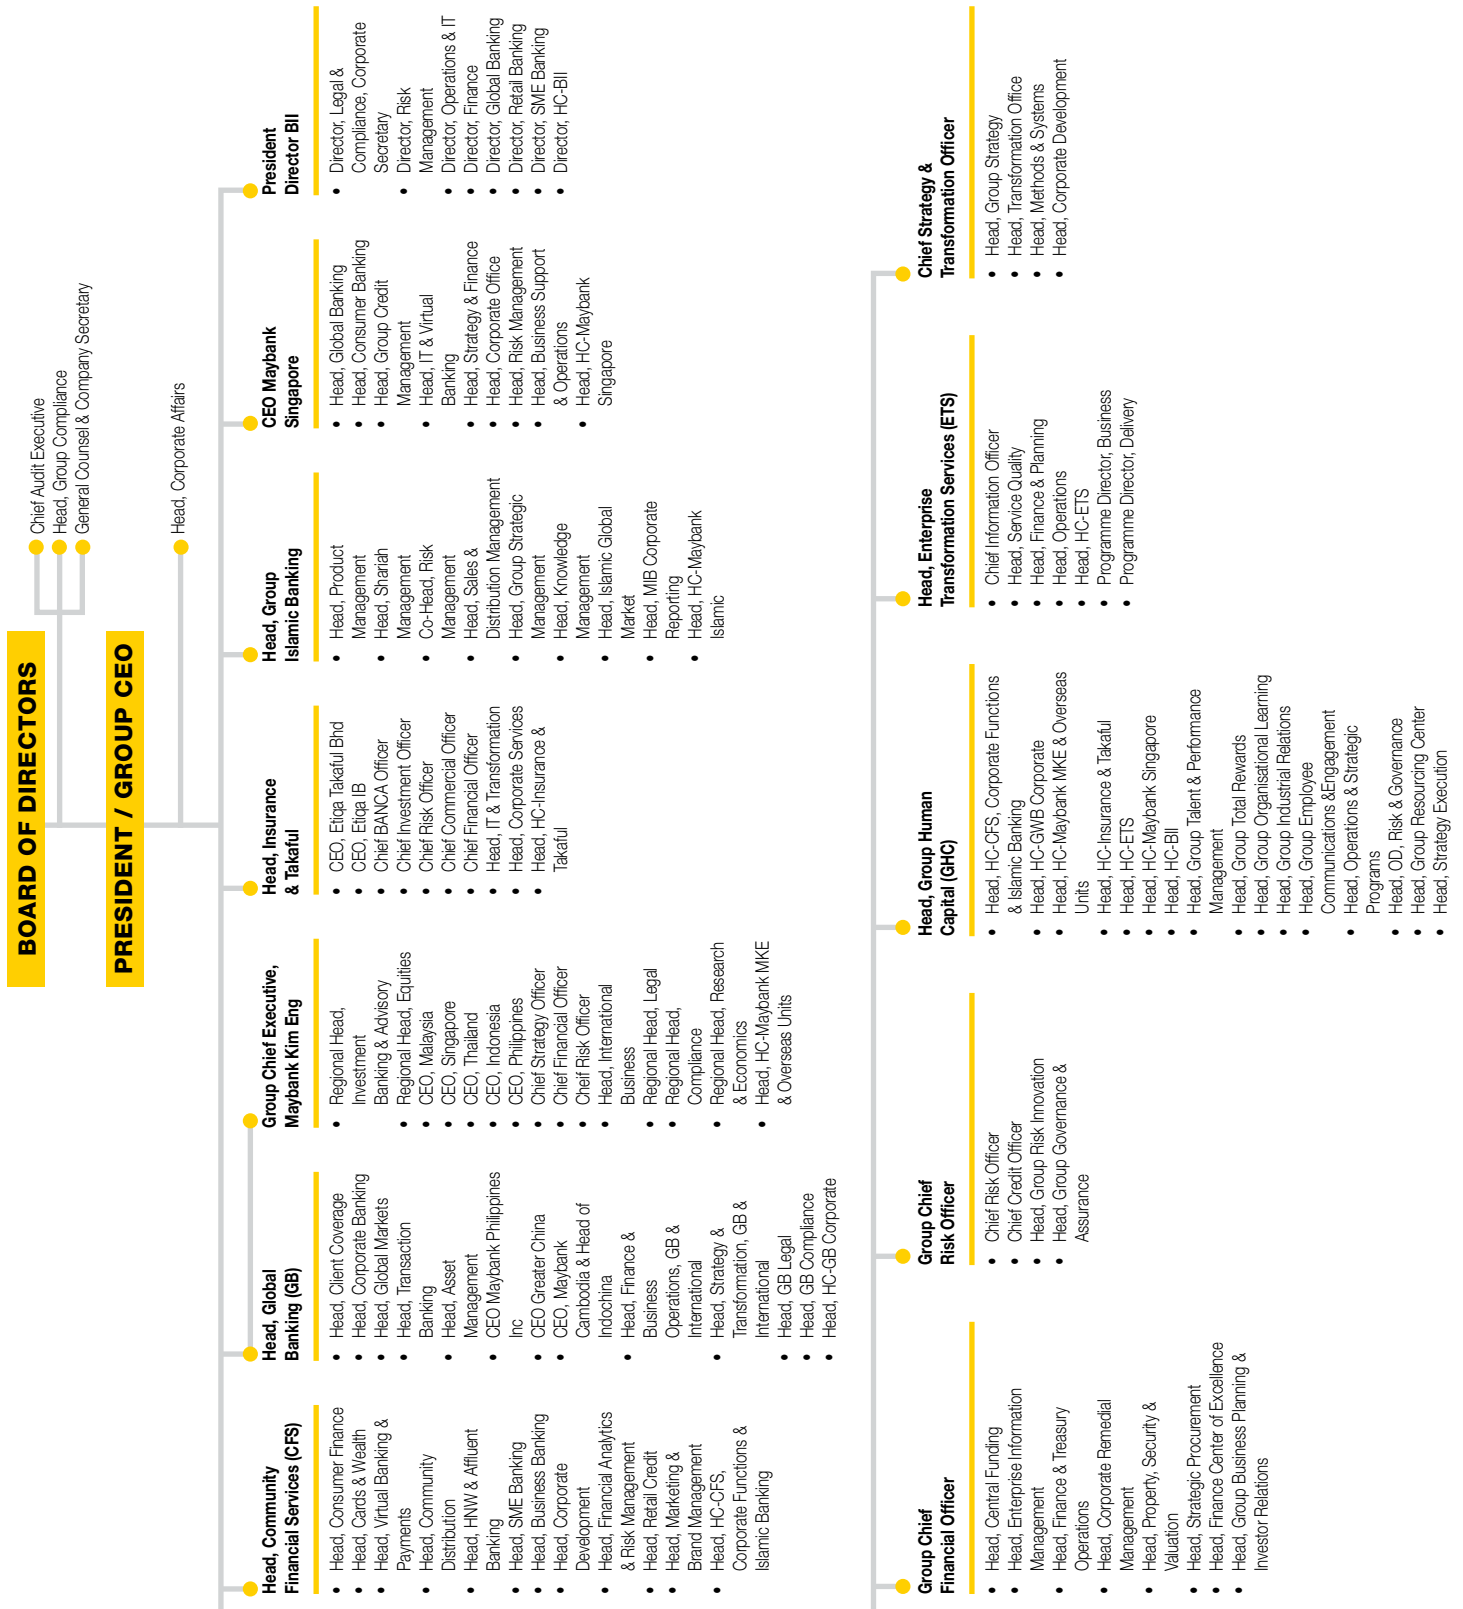 BOARD OF DIRECTORS
Chief Audit Executive
Head, Group Compliance
General Counsel & Company Secretary
PRESIDENT / GROUP CEO
Head, Corporate Affairs
Head, Community
Financial Services (CFS)
• Head, Consumer Finance
• Head, Cards & Wealth
• Head, Virtual Banking &
Payments
• Head, Community
Distribution
• Head, HNW & Affluent
Banking
• Head, SME Banking
• Head, Business Banking
• Head, Corporate
Development
• Head, Financial Analytics
& Risk Management
• Head, Retail Credit
• Head, Marketing &
Brand Management
• Head, HC-CFS,
Corporate Functions &
Islamic Banking
Head, Global
Banking (GB)
• Head, Client Coverage
• Head, Corporate Banking
• Head, Global Markets
• Head, Transaction
Banking
• Head, Asset
Management
• CEO Maybank Philippines
Inc
• CEO Greater China
• CEO, Maybank
Cambodia & Head of
Indochina
• Head, Finance &
Business
Operations, GB &
International
• Head, Strategy &
Transformation, GB &
International
• Head, GB Legal
• Head, GB Compliance
• Head, HC-GB Corporate
Group Chief Executive,
Maybank Kim Eng
• Regional Head,
Investment
Banking & Advisory
• Regional Head, Equities
• CEO, Malaysia
• CEO, Singapore
• CEO, Thailand
• CEO, Indonesia
• CEO, Philippines
• Chief Strategy Officer
• Chief Financial Officer
• Cheif Risk Officer
• Head, International
Business
• Regional Head, Legal
• Regional Head,
Compliance
• Regional Head, Research
& Economics
• Head, HC-Maybank MKE
& Overseas Units
Head, Insurance
& Takaful
• CEO, Etiqa Takaful Bhd
• CEO, Etiqa IB
• Chief BANCA Officer
• Chief Investment Officer
• Chief Risk Officer
• Chief Commercial Officer
• Chief Financial Officer
• Head, IT & Transformation
• Head, Corporate Services
• Head, HC-Insurance &
Takaful
Head, Group
Islamic Banking
• Head, Product
Management
• Head, Shariah
Management
• Co-Head, Risk
Management
• Head, Sales &
Distribution Management
• Head, Group Strategic
Management
• Head, Knowledge
Management
• Head, Islamic Global
Market
• Head, MIB Corporate
Reporting
• Head, HC-Maybank
Islamic
CEO Maybank
Singapore
• Head, Global Banking
• Head, Consumer Banking
• Head, Group Credit
Management
• Head, IT & Virtual
Banking
• Head, Strategy & Finance
• Head, Corporate Office
• Head, Risk Management
• Head, Business Support
& Operations
• Head, HC-Maybank
Singapore
President
Director BII
• Director, Legal &
Compliance, Corporate
Secretary
• Director, Risk
Management
• Director, Operations & IT
• Director, Finance
• Director, Global Banking
• Director, Retail Banking
• Director, SME Banking
• Director, HC-BII
Group Chief
Financial Officer
• Head, Central Funding
• Head, Enterprise Information
Management
• Head, Finance & Treasury
Operations
• Head, Corporate Remedial
Management
• Head, Property, Security &
Valuation
• Head, Strategic Procurement
• Head, Finance Center of Excellence
• Head, Group Business Planning &
Investor Relations
Group Chief
Risk Officer
• Chief Risk Officer
• Chief Credit Officer
• Head, Group Risk Innovation
• Head, Group Governance &
Assurance
Head, Group Human
Capital (GHC)
• Head, HC-CFS, Corporate Functions
& Islamic Banking
• Head, HC-GWB Corporate
• Head, HC-Maybank MKE & Overseas
Units
• Head, HC-Insurance & Takaful
• Head, HC-ETS
• Head, HC-Maybank Singapore
• Head, HC-BII
• Head, Group Talent & Performance
Management
• Head, Group Total Rewards
• Head, Group Organisational Learning
• Head, Group Industrial Relations
• Head, Group Employee
Communications &Engagement
• Head, Operations & Strategic
Programs
• Head, OD, Risk & Governance
• Head, Group Resourcing Center
• Head, Strategy Execution
Head, Enterprise
Transformation Services (ETS)
• Chief Information Officer
• Head, Service Quality
• Head, Finance & Planning
• Head, Operations
• Head, HC-ETS
• Programme Director, Business
• Programme Director, Delivery
Chief Strategy &
Transformation Officer
• Head, Group Strategy
• Head, Transformation Office
• Head, Methods & Systems
• Head, Corporate Development